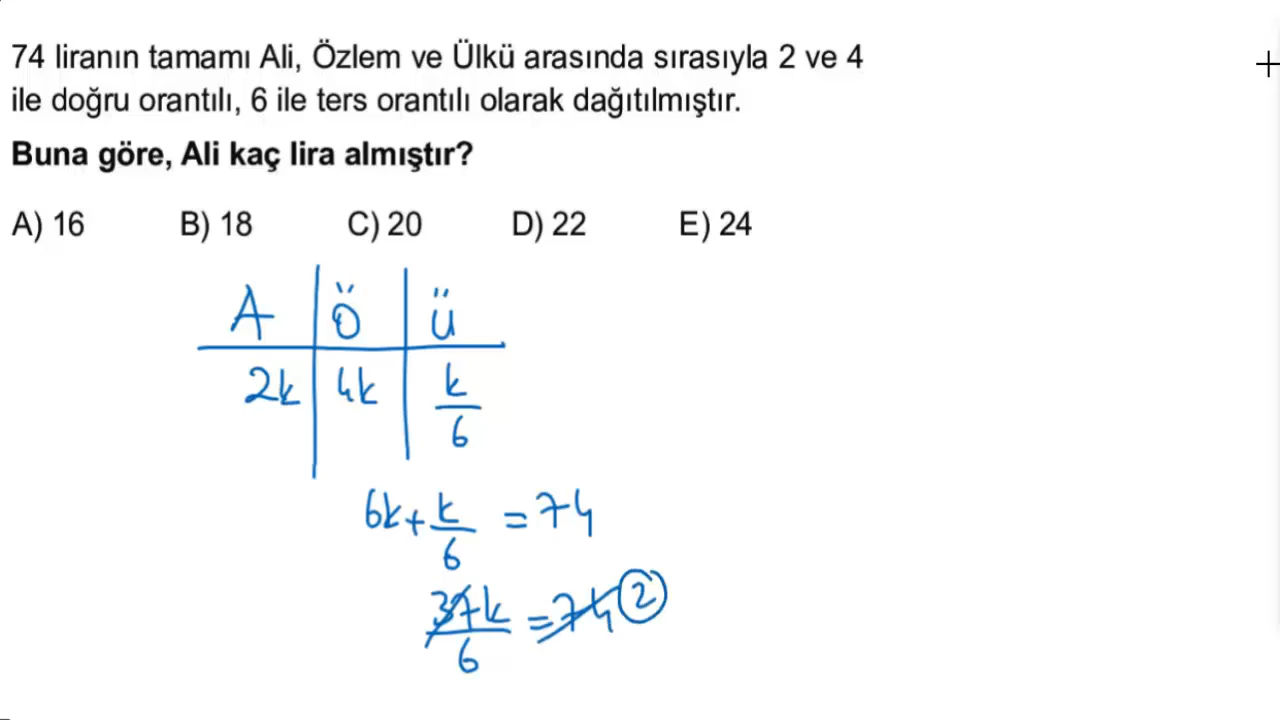 74 liranın tamamı Ali, Özlem ve Ülkü arasında sırasıyla 2 ve 4
ile doğru orantılı, 6 ile ters orantılı olarak dağıtılmıştır.
Buna göre, Ali kaç lira almıştır?
A) 16 B) 18 C) 20 D) 22 E) 24
A Ö Ü
2k 4k k/6
6k+k/6 =74
37k/6 =74 2